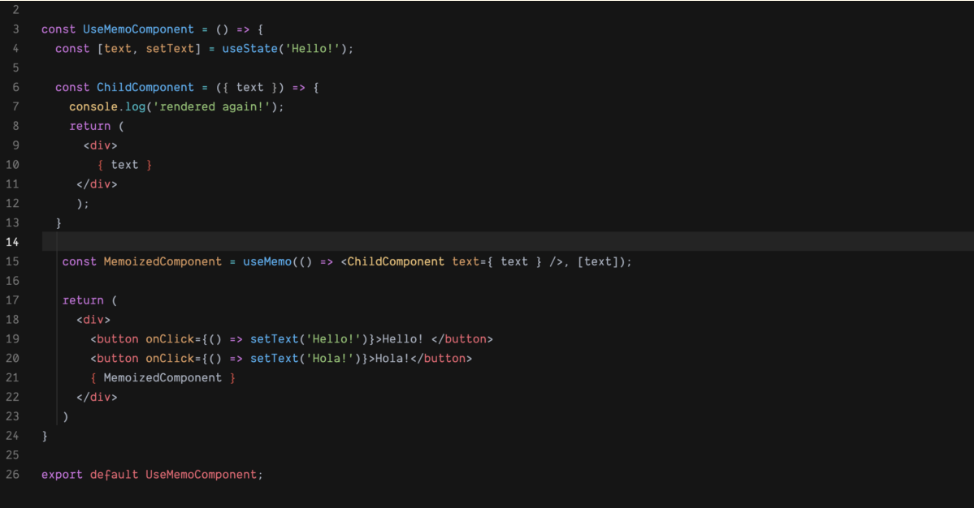 2
3 const UseMemoComponent = () => {
4 const [text, setText] = useState('Hello!');
5
6 const ChildComponent = ({ text }) => {
7 console.log('rendered again!');
8 return (
9 <div>
10 { text }
11 </div>
12 );
13 }
14
15 const MemoizedComponent = useMemo(() => <ChildComponent text={ text } />, [text]);
16
17 return (
18 <div>
19 <button onClick={() => setText('Hello!')}>Hello! </button>
20 <button onClick={() => setText('Hola!')}>Hola!</button>
21 { MemoizedComponent }
22 </div>
23 )
24 }
25
26 export default UseMemoComponent;